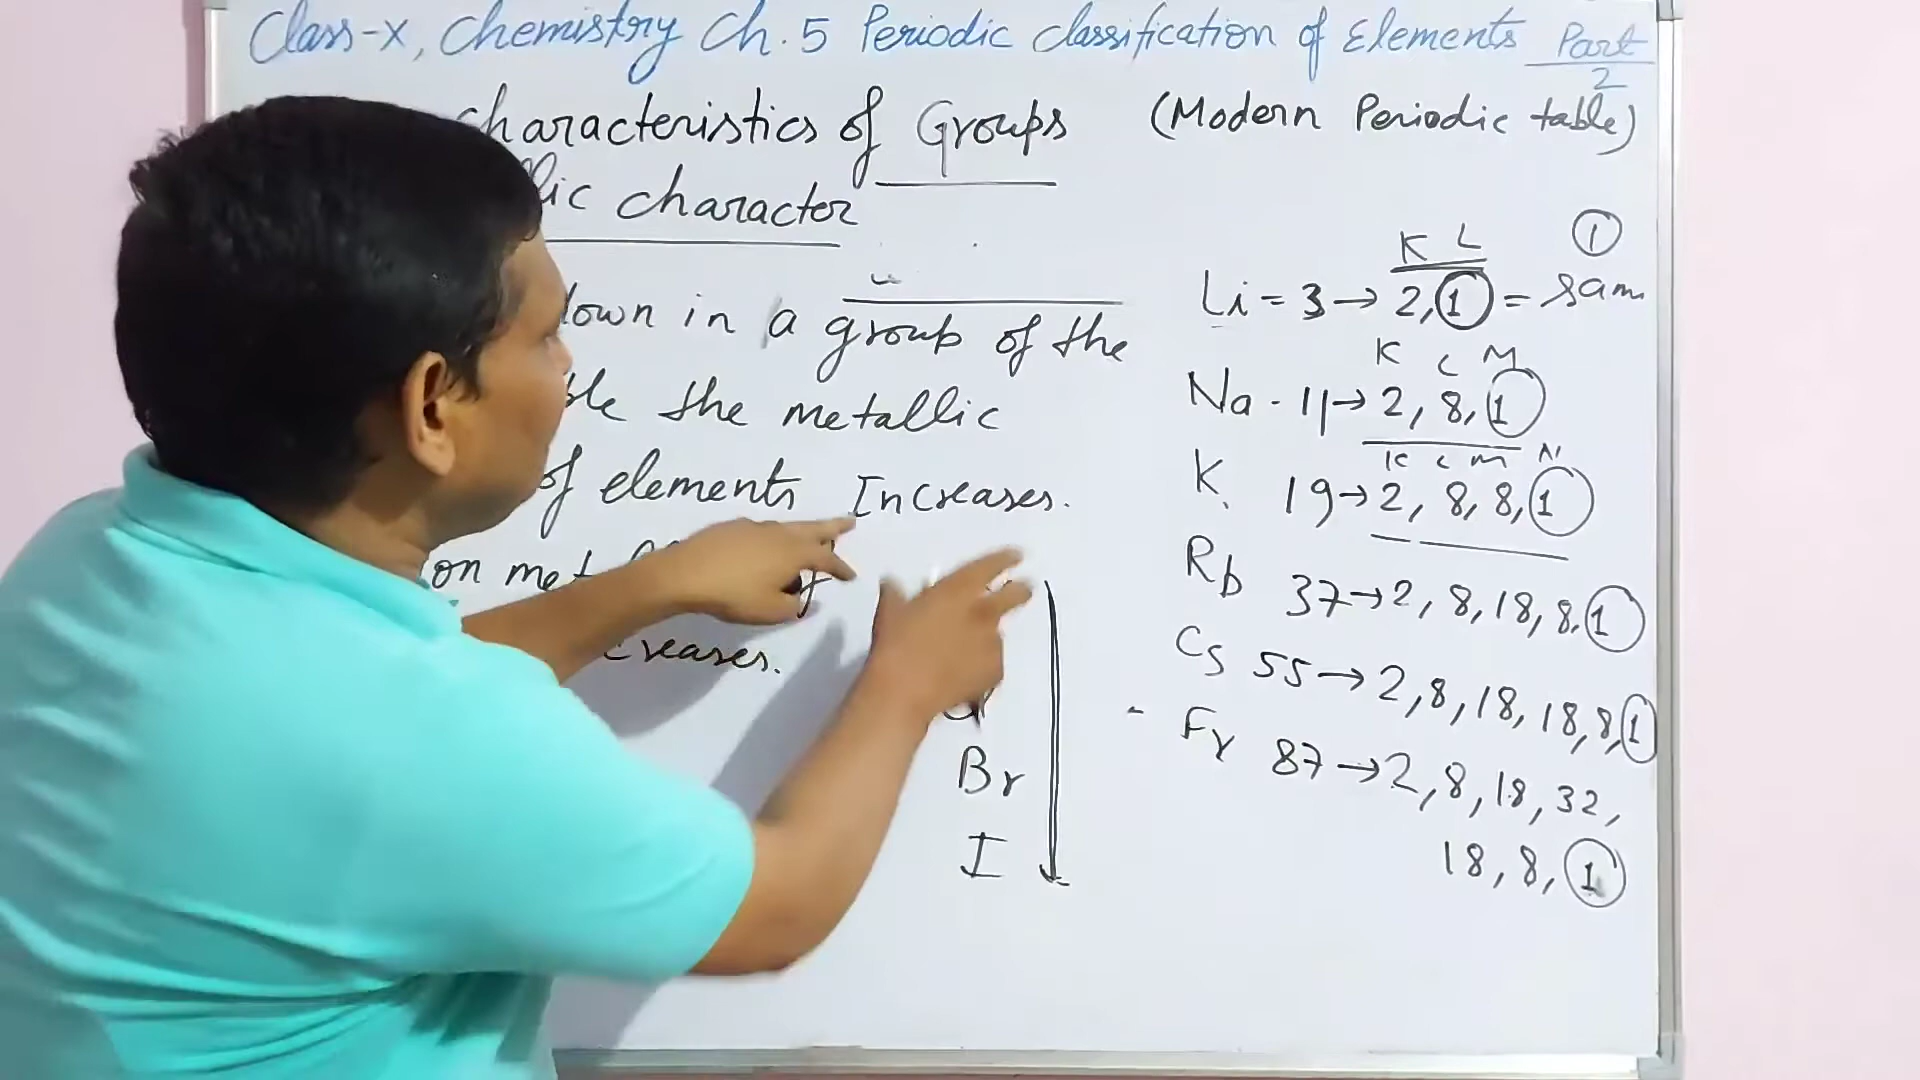 Class-X, Chemistry Ch. 5 Periodic classification of Elements Part 2
characteristics of Groups (Modern Periodic table)
character
1
K L
Li = 3 → 2, 1 = sam
in a group of the
K L M
Na - 11 → 2, 8, 1
the metallic
K L M N
K 19 → 2, 8, 8, 1
of elements Increases.
Rb 37 → 2, 8, 18, 8, 1
on
Cs 55 → 2, 8, 18, 18, 8, 1
Fr 87 → 2, 8, 18, 32,
18, 8, 1
Br
I